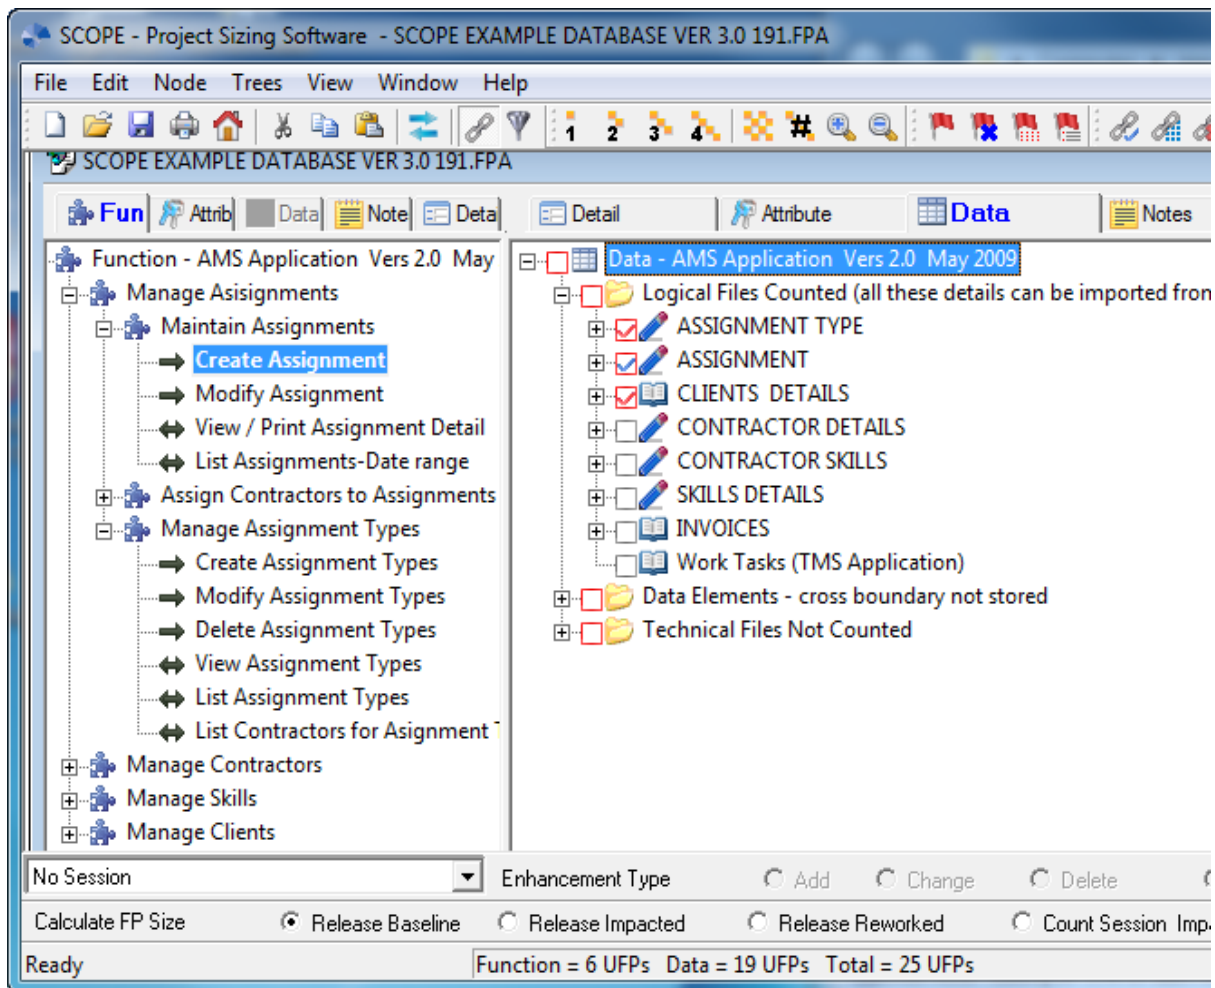 SCOPE - Project Sizing Software - SCOPE EXAMPLE DATABASE VER 3.0 191.FPA
File Edit Node Trees View Window Help
1 2 3 4 #
SCOPE EXAMPLE DATABASE VER 3.0 191.FPA
Fun Attrib Data Note Detai Detail Attribute Data Notes
Function - AMS Application Vers 2.0 May
Manage Asisignments
Maintain Assignments
Create Assignment
Modify Assignment
View / Print Assignment Detail
List Assignments-Date range
Assign Contractors to Assignments
Manage Assignment Types
Create Assignment Types
Modify Assignment Types
Delete Assignment Types
View Assignment Types
List Assignment Types
List Contractors for Asignment T
Manage Contractors
Manage Skills
Manage Clients
Data - AMS Application Vers 2.0 May 2009
Logical Files Counted (all these details can be imported from
ASSIGNMENT TYPE
ASSIGNMENT
CLIENTS DETAILS
CONTRACTOR DETAILS
CONTRACTOR SKILLS
SKILLS DETAILS
INVOICES
Work Tasks (TMS Application)
Data Elements - cross boundary not stored
Technical Files Not Counted
No Session Enhancement Type Add Change Delete
Calculate FP Size Release Baseline Release Impacted Release Reworked Count Session Impa
Ready Function = 6 UFPs Data = 19 UFPs Total = 25 UFPs